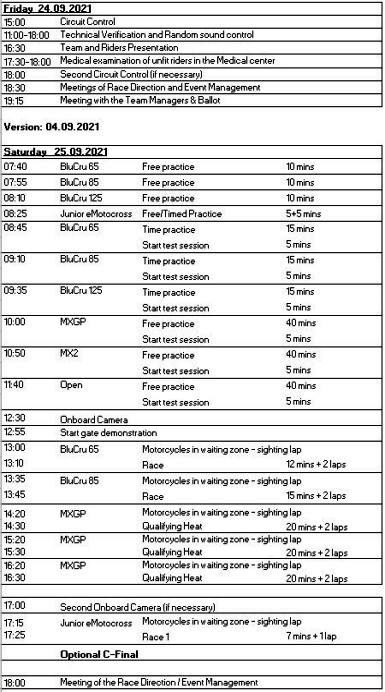 Friday 24.09.2021
15:00 Circuit Control
11:00-18:00 Technical Verification and Random sound control
16:30 Team and Riders Presentation
17:30-18:00 Medical examination of unfit riders in the Medical center
18:00 Second Circuit Control (if necessary)
18:30 Meetings of Race Direction and Event Management
19:15 Meeting with the Team Managers & Ballot
Version: 04.09.2021
Saturday 25.09.2021
07:40 BluCru 65 Free practice 10 mins
07:55 BluCru 85 Free practice 10 mins
08:10 BluCru 125 Free practice 10 mins
08:25 Junior eMotocross Free/Timed Practice 5+5 mins
08:45 BluCru 65 Time practice 15 mins
Start test session 5 mins
09:10 BluCru 85 Time practice 15 mins
Start test session 5 mins
09:35 BluCru 125 Time practice 15 mins
Start test session 5 mins
10:00 MXGP Free practice 40 mins
Start test session 5 mins
10:50 MX2 Free practice 40 mins
Start test session 5 mins
11:40 Open Free practice 40 mins
Start test session 5 mins
12:30 Onboard Camera
12:55 Start gate demonstration
13:00 BluCru 65 Motorcycles in waiting zone - sighting lap
13:10 Race 12 mins + 2 laps
13:35 BluCru 85 Motorcycles in waiting zone - sighting lap
13:45 Race 15 mins + 2 laps
14:20 MXGP Motorcycles in waiting zone - sighting lap
14:30 Qualifying Heat 20 mins + 2 laps
15:20 MXGP Motorcycles in waiting zone - sighting lap
15:30 Qualifying Heat 20 mins + 2 laps
16:20 MXGP Motorcycles in waiting zone - sighting lap
16:30 Qualifying Heat 20 mins + 2 laps
17:00 Second Onboard Camera (if necessary)
17:15 Junior eMotocross Motorcycles in waiting zone - sighting lap
17:25 Race 1 7 mins + 1 lap
Optional C-Final
18:00 Meeting of the Race Direction / Event Management